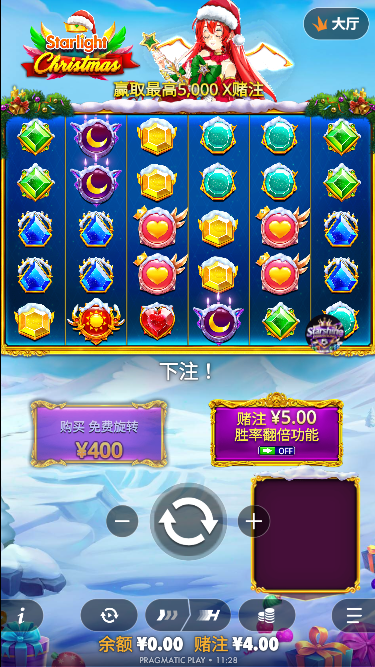 Starlight
Christmas
大厅
赢取最高5,000 X赌注
Starshine
下注！
购买 免费旋转
¥400
赌注 ¥5.00
胜率翻倍功能
OFF
余额 ¥0.00 赌注 ¥4.00
PRAGMATIC PLAY • 11:28